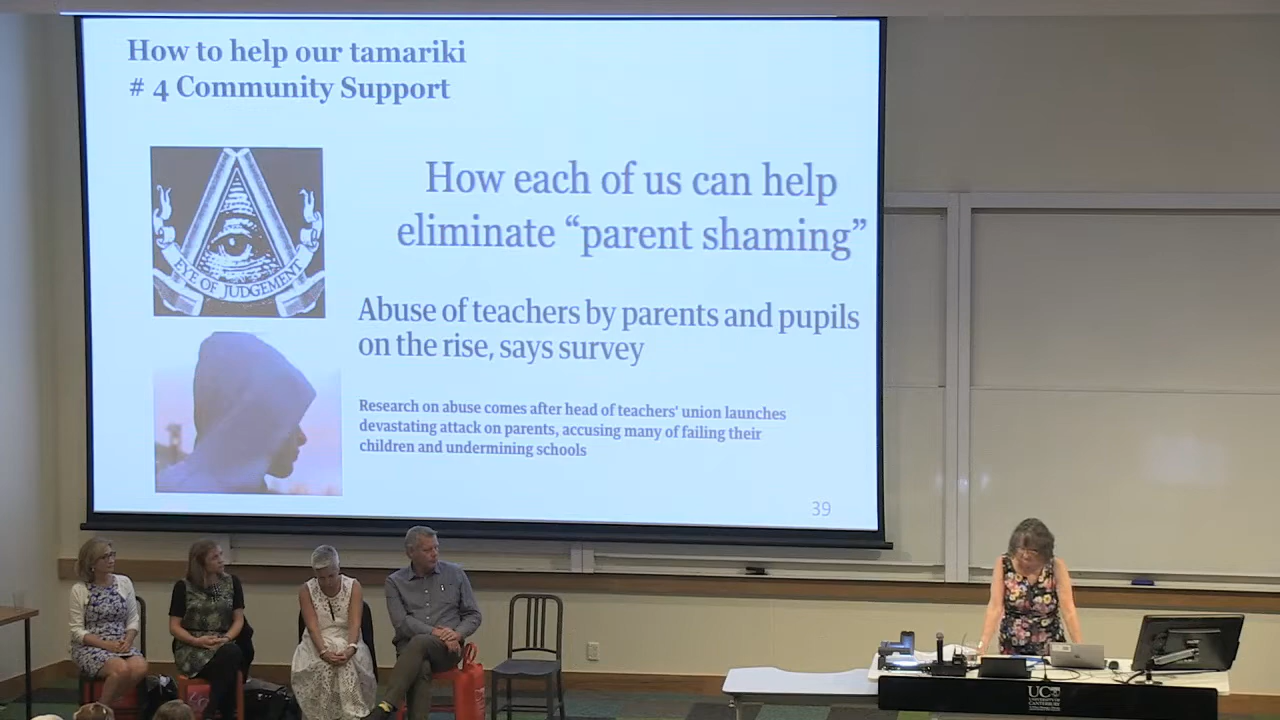 How to help our tamariki
# 4 Community Support
EYE OF JUDGEMENT
How each of us can help
eliminate “parent shaming”
Abuse of teachers by parents and pupils
on the rise, says survey
Research on abuse comes after head of teachers' union launches
devastating attack on parents, accusing many of failing their
children and undermining schools
39
UC
UNIVERSITY OF
CANTERBURY